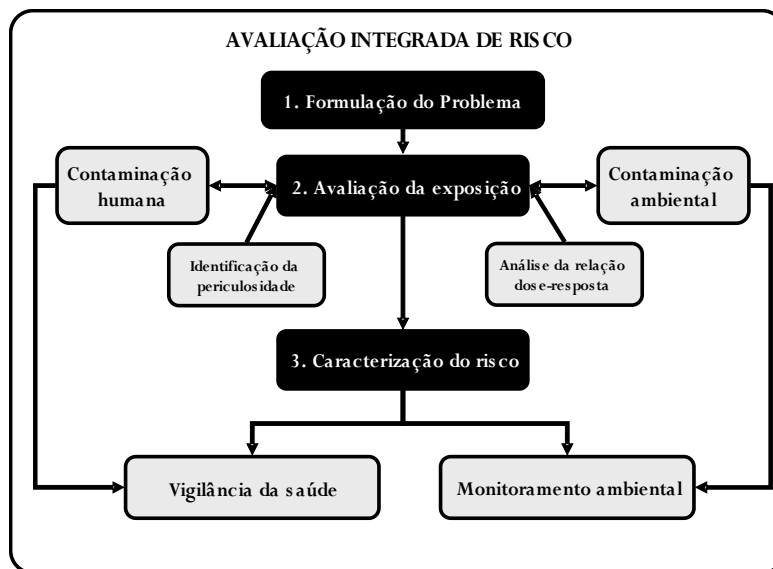 AVALIAÇÃO INTEGRADA DE RISCO
1. Formulação do Problema
Contaminação
humana
2. Avaliação da exposição
Contaminação
ambiental
Identificação da
periculosidade
Análise da relação
dose-resposta
3. Caracterização do risco
Vigilância da saúde
Monitoramento ambiental